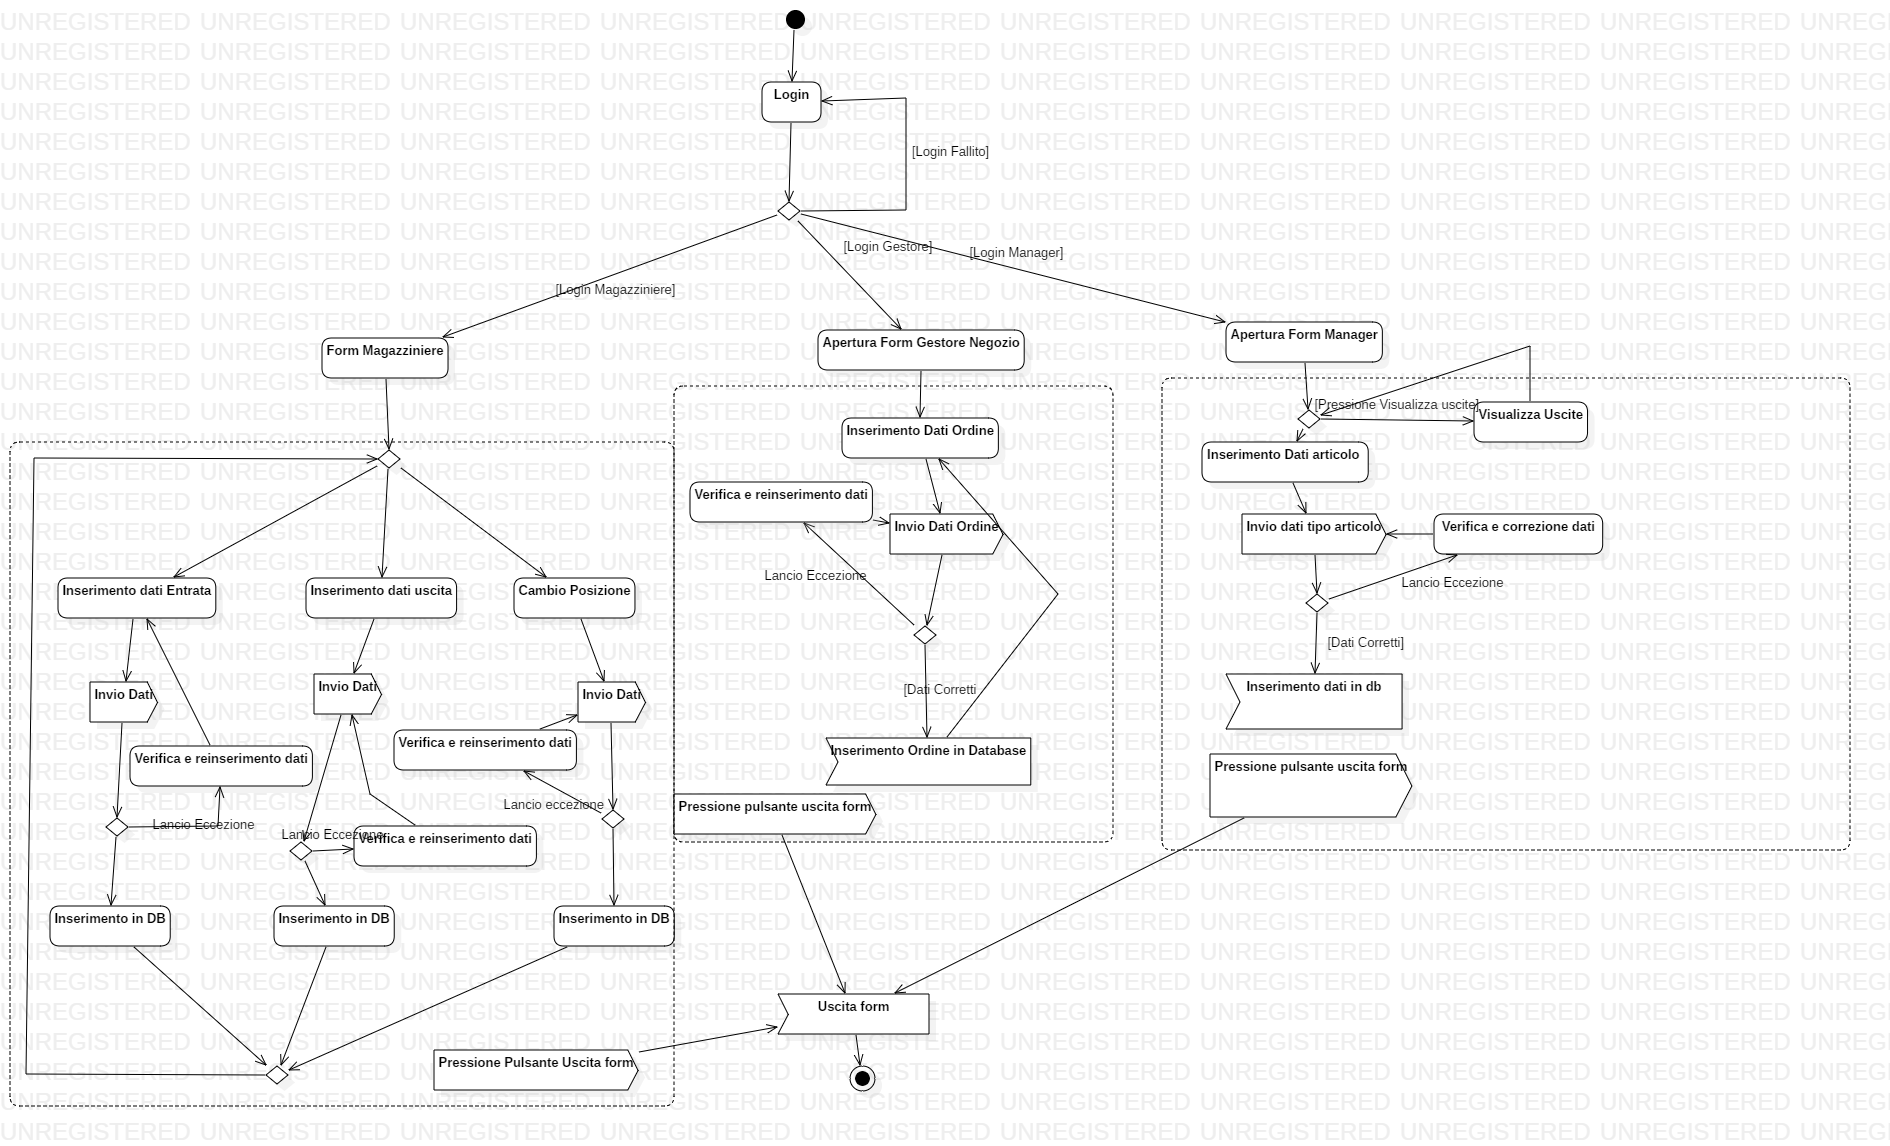 Login
[Login Fallito]
[Login Gestore]
[Login Manager]
[Login Magazziniere]
Form Magazziniere
Apertura Form Gestore Negozio
Apertura Form Manager
[Pressione Visualizza uscite]
Visualizza Uscite
Inserimento Dati Ordine
Inserimento Dati articolo
Verifica e reinserimento dati
Invio Dati Ordine
Invio dati tipo articolo
Verifica e correzione dati
Lancio Eccezione
Lancio Eccezione
Inserimento dati Entrata
Inserimento dati uscita
Cambio Posizione
[Dati Corretti]
Invio Dati
Invio Dati
Invio Dati
[Dati Corretti
Inserimento dati in db
Verifica e reinserimento dati
Verifica e reinserimento dati
Inserimento Ordine in Database
Pressione pulsante uscita form
Lancio eccezione
Pressione pulsante uscita form
Lancio Eccezione
Lancio Eccezione
Verifica e reinserimento dati
Inserimento in DB
Inserimento in DB
Inserimento in DB
Uscita form
Pressione Pulsante Uscita form
UNREGISTERED